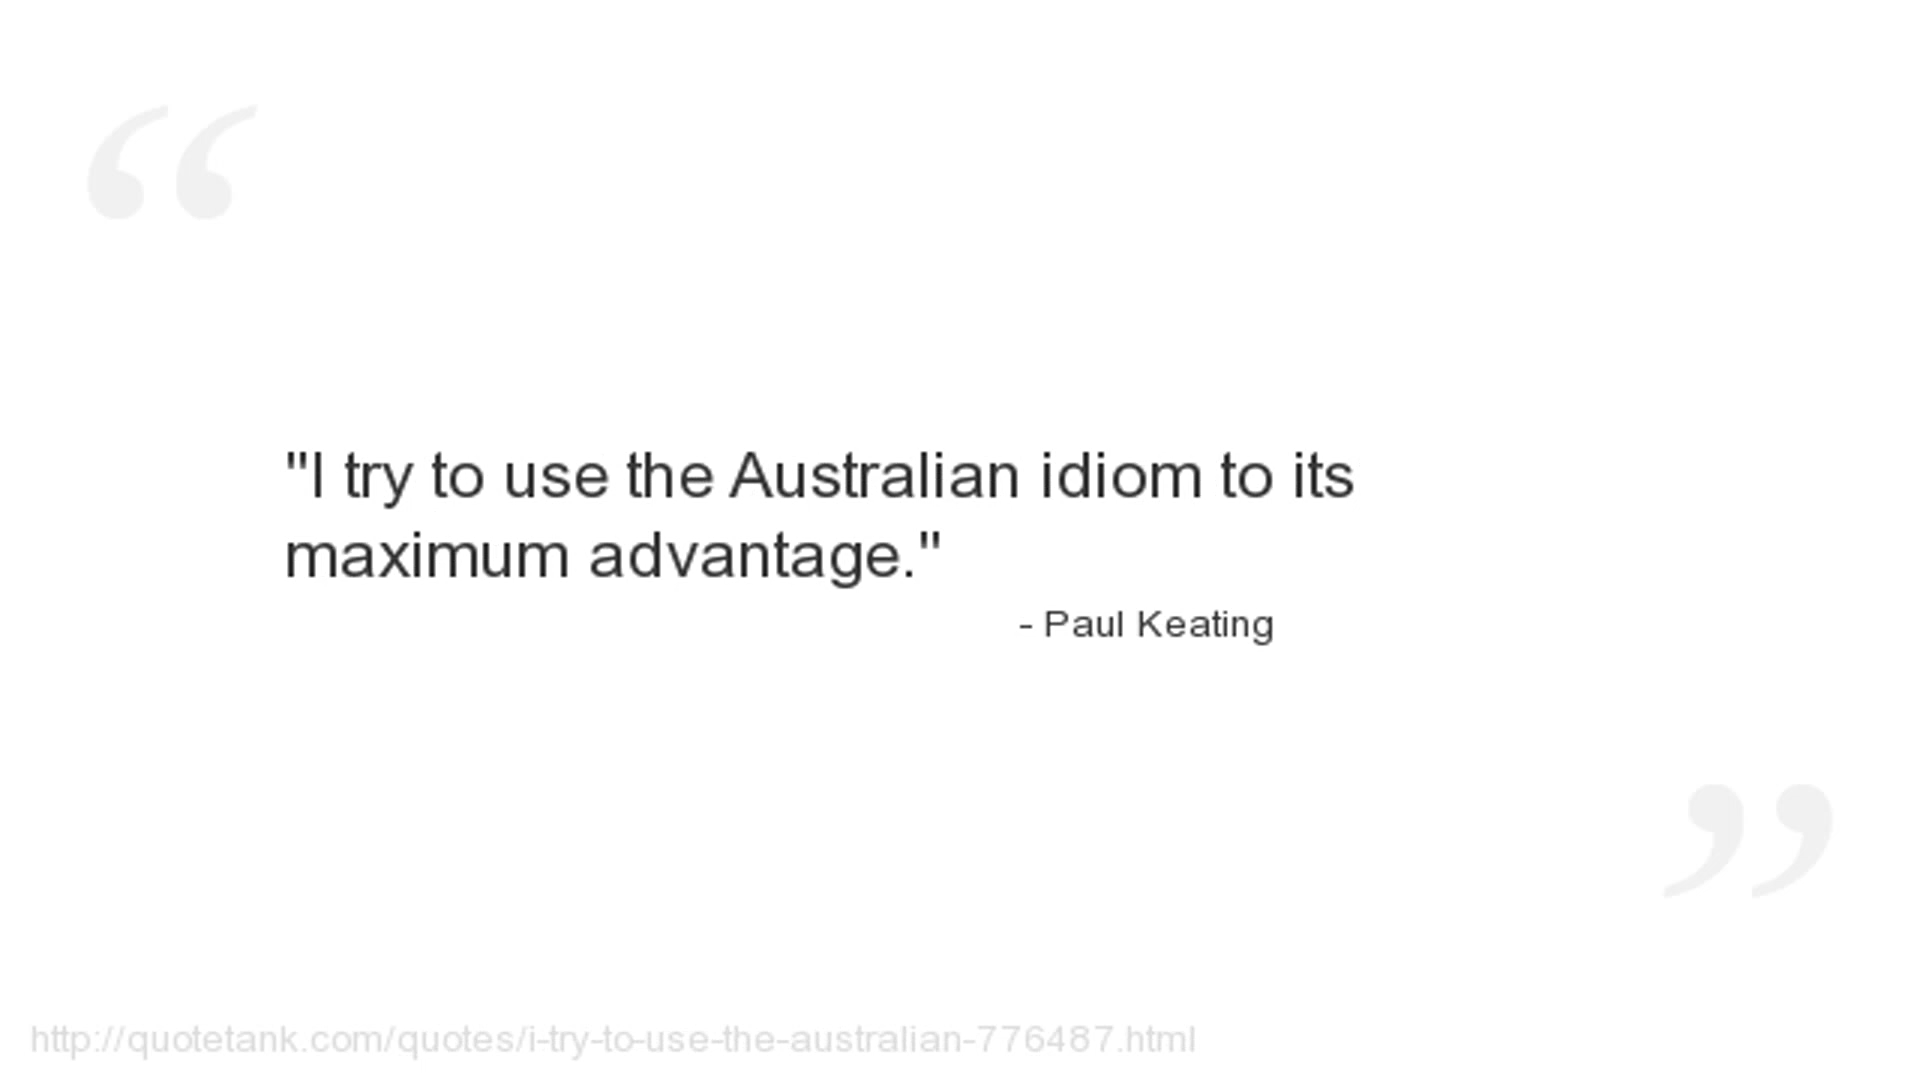 "I try to use the Australian idiom to its
maximum advantage."
- Paul Keating
http://quotetank.com/quotes/i-try-to-use-the-australian-776487.html